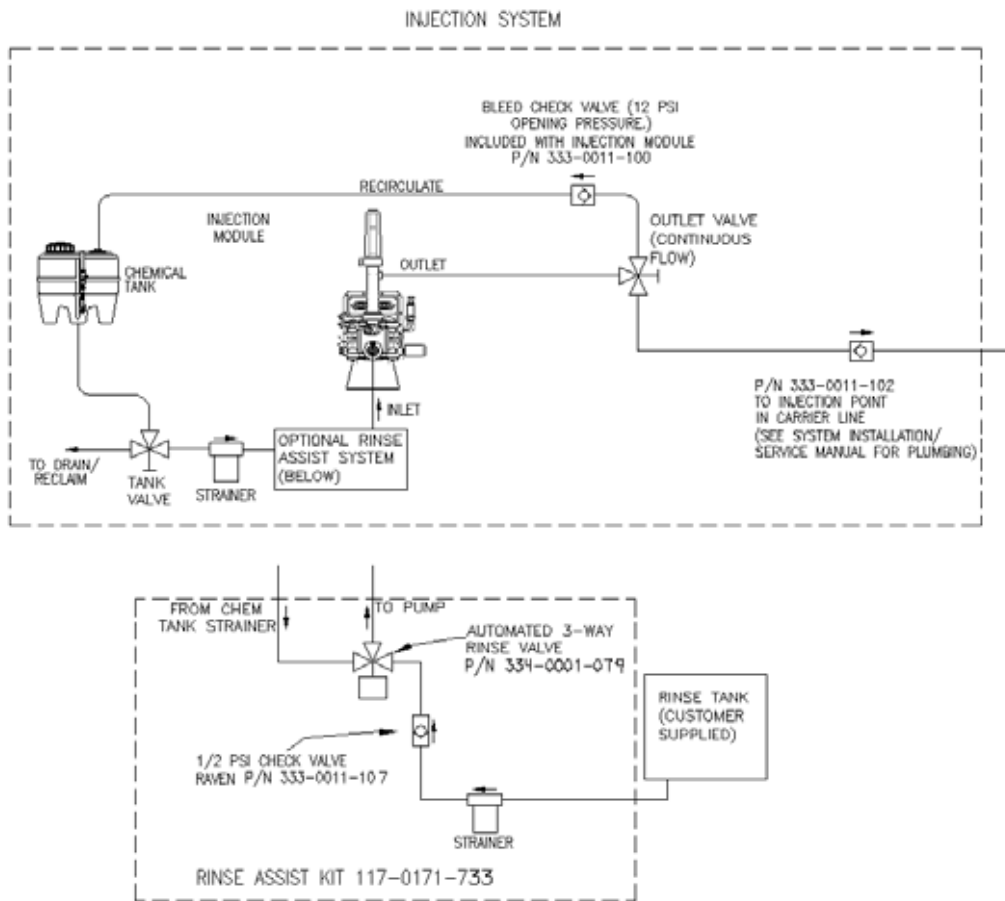 INJECTION SYSTEM
BLEED CHECK VALVE (12 PSI
OPENING PRESSURE.)
INCLUDED WITH INJECTION MODULE
P/N 333-0011-100
RECIRCULATE
INJECTION
MODULE
OUTLET VALVE
(CONTINUOUS
FLOW)
OUTLET
CHEMICAL
TANK
P/N 333-0011-102
TO INJECTION POINT
IN CARRIER LINE
(SEE SYSTEM INSTALLATION/
SERVICE MANUAL FOR PLUMBING)
INLET
OPTIONAL RINSE
ASSIST SYSTEM
(BELOW)
TO DRAIN/
RECLAIM
TANK
VALVE
STRAINER
FROM CHEM
TANK STRAINER
TO PUMP
AUTOMATED 3-WAY
RINSE VALVE
P/N 334-0001-079
RINSE TANK
(CUSTOMER
SUPPLIED)
1/2 PSI CHECK VALVE
RAVEN P/N 333-0011-107
STRAINER
RINSE ASSIST KIT 117-0171-733